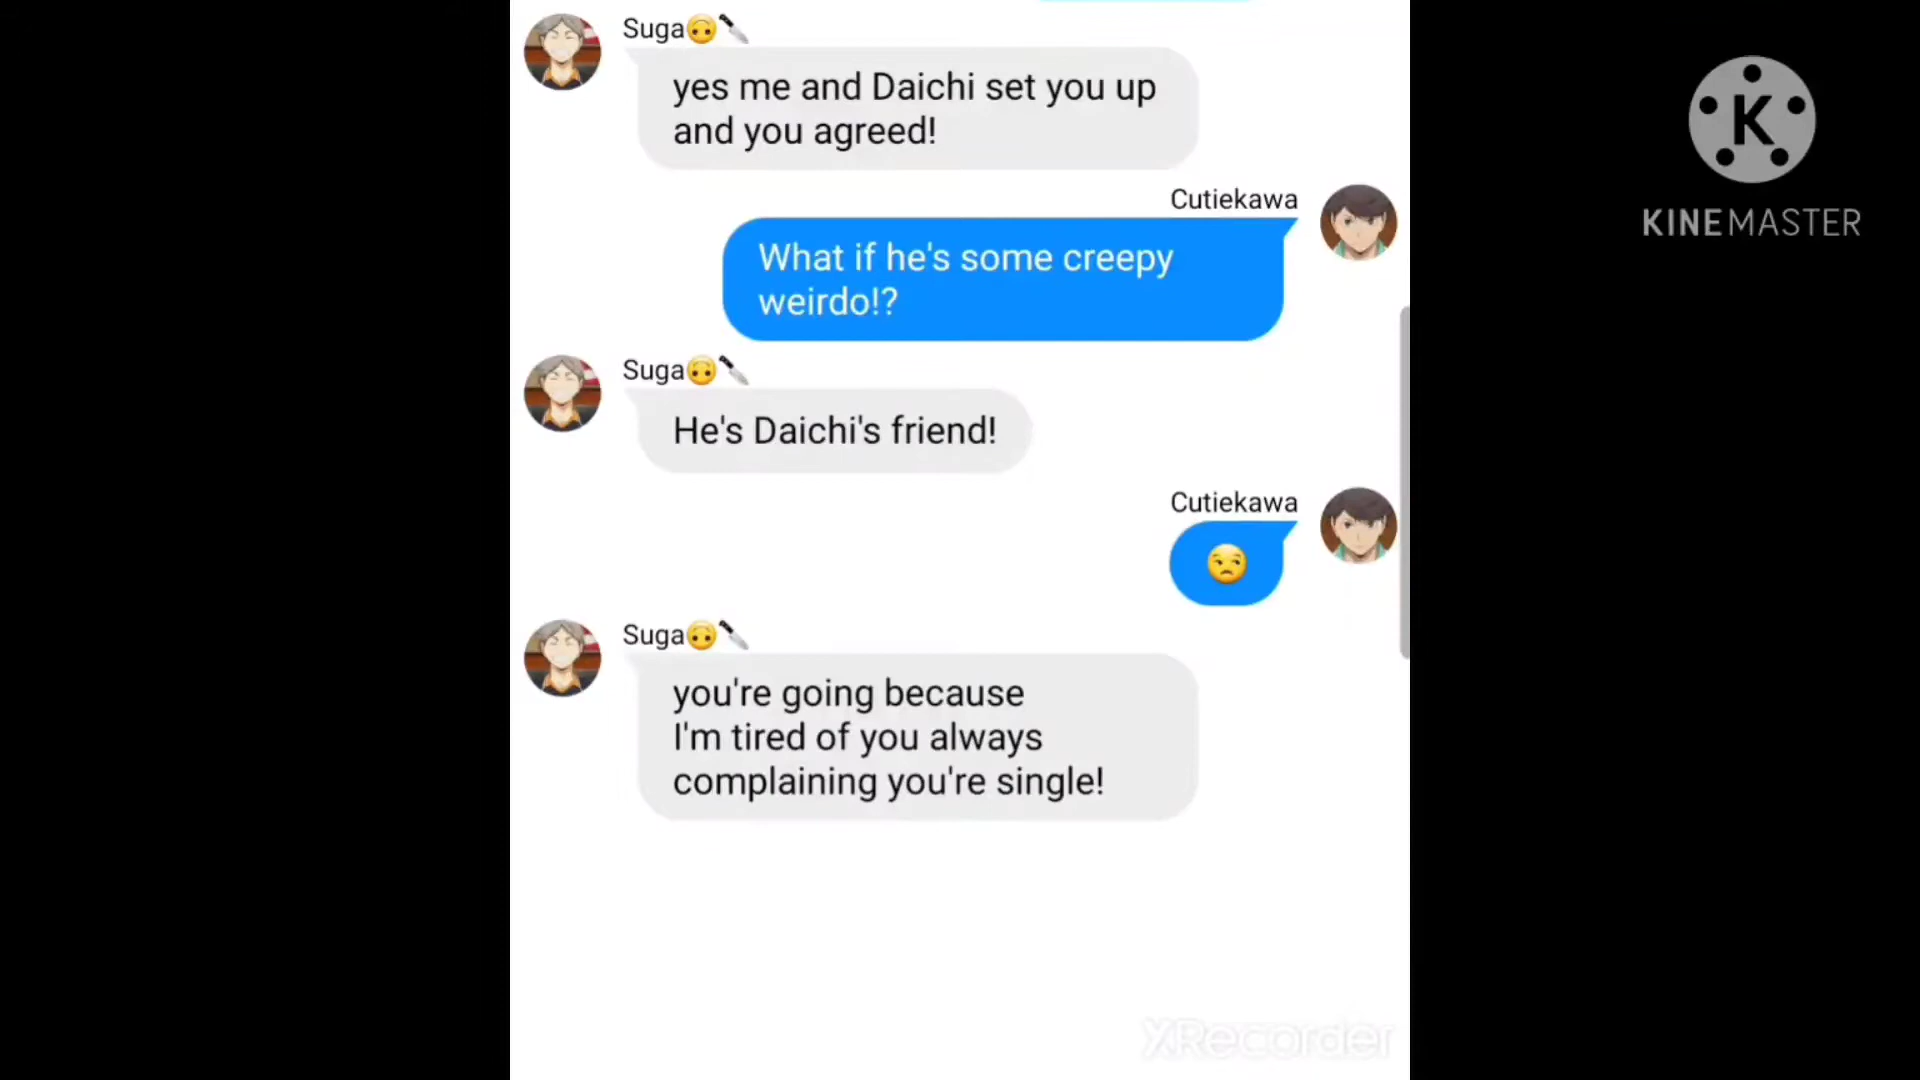 Suga🙃🔪
yes me and Daichi set you up
and you agreed!
Cutiekawa
What if he's some creepy
weirdo!?
Suga🙃🔪
He's Daichi's friend!
Cutiekawa
😒
Suga🙃🔪
you're going because
I'm tired of you always
complaining you're single!
K
KINEMASTER
XRecorder